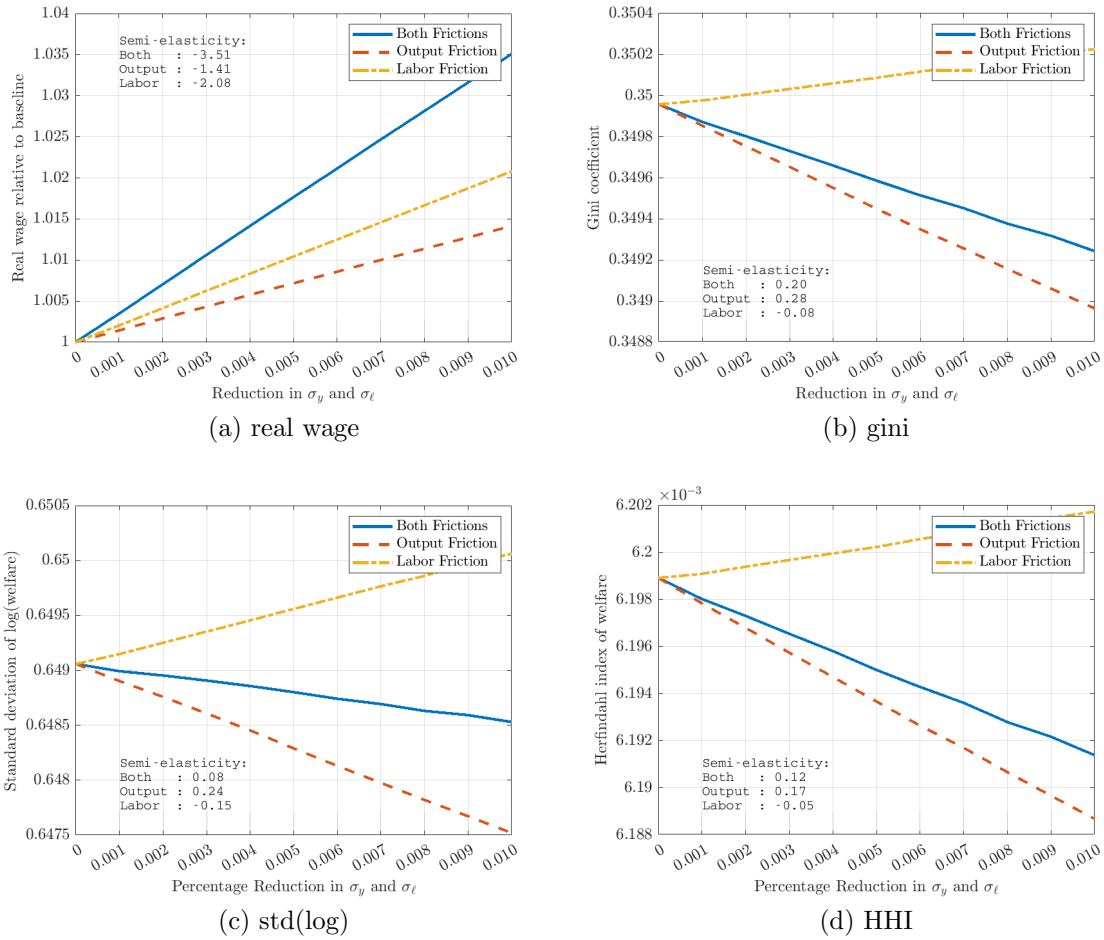 1.04
1.035
1.03
1.025
1.02
1.015
1.01
1.005
1
Real wage relative to baseline
Semi-elasticity:
Both : -3.51
Output : -1.41
Labor : -2.08
Both Frictions
Output Friction
Labor Friction
0 0.001 0.002 0.003 0.004 0.005 0.006 0.007 0.008 0.009 0.010
Reduction in σy and σℓ
(a) real wage
0.3504
0.3502
0.35
0.3498
0.3496
0.3494
0.3492
0.349
0.3488
Gini coefficient
Both Frictions
Output Friction
Labor Friction
Semi-elasticity:
Both : 0.20
Output : 0.28
Labor : -0.08
0 0.001 0.002 0.003 0.004 0.005 0.006 0.007 0.008 0.009 0.010
Reduction in σy and σℓ
(b) gini
0.6505
0.65
0.6495
0.649
0.6485
0.648
0.6475
Standard deviation of log(welfare)
Both Frictions
Output Friction
Labor Friction
Semi-elasticity:
Both : 0.08
Output : 0.24
Labor : -0.15
0 0.001 0.002 0.003 0.004 0.005 0.006 0.007 0.008 0.009 0.010
Percentage Reduction in σy and σℓ
(c) std(log)
×10⁻³
6.202
6.2
6.198
6.196
6.194
6.192
6.19
6.188
Herfindahl index of welfare
Both Frictions
Output Friction
Labor Friction
Semi-elasticity:
Both : 0.12
Output : 0.17
Labor : -0.05
0 0.001 0.002 0.003 0.004 0.005 0.006 0.007 0.008 0.009 0.010
Percentage Reduction in σy and σℓ
(d) HHI